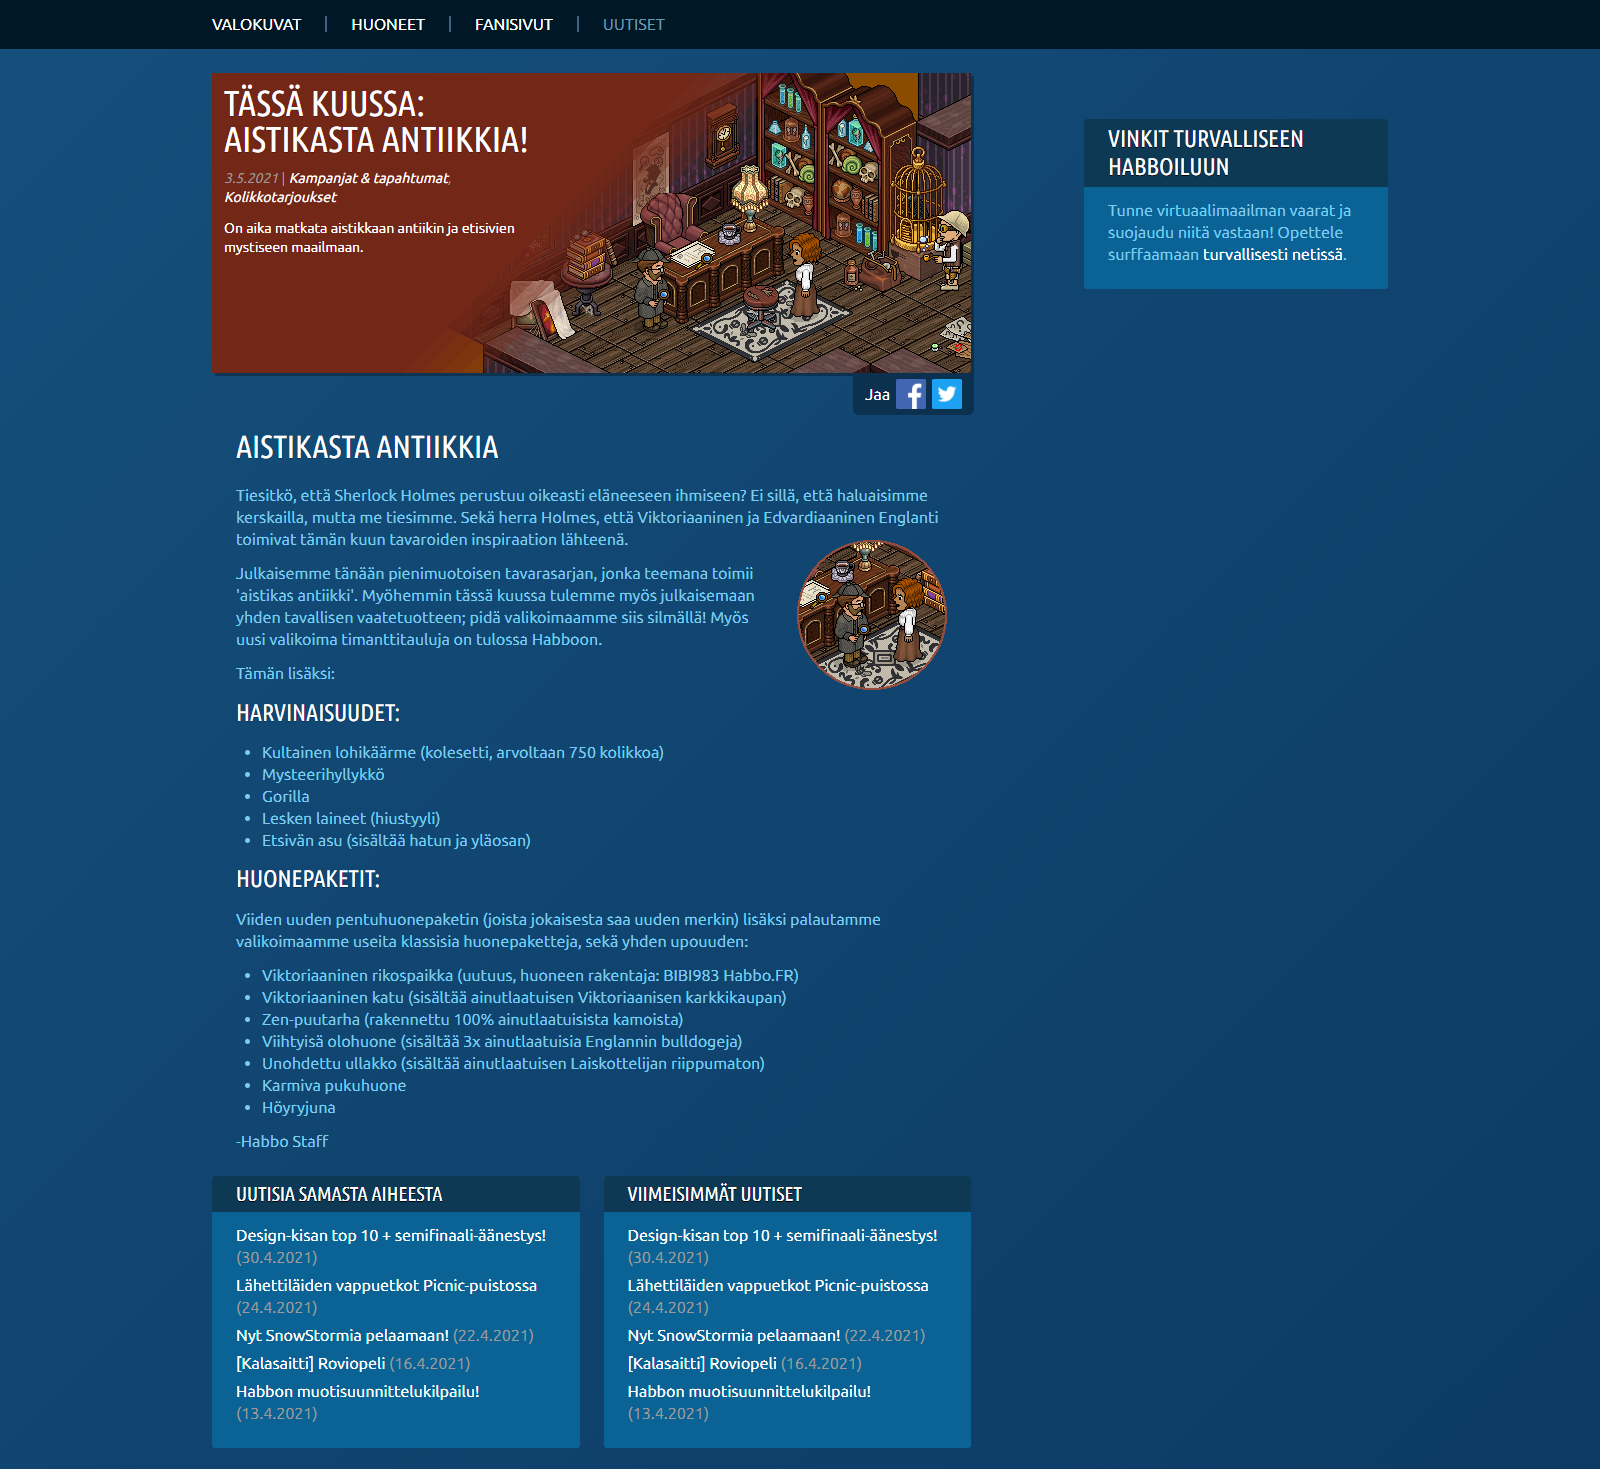 VALOKUVAT | HUONEET | FANISIVUT | UUTISET
TÄSSÄ KUUSSA:
AISTIKASTA ANTIIKKIA!
3.5.2021 | Kampanjat & tapahtumat,
Kolikkotarjoukset
On aika matkata aistikkaan antiikin ja etisivien
mystiseen maailmaan.
Jaa
VINKIT TURVALLISEEN
HABBOILUUN
Tunne virtuaalimaailman vaarat ja
suojaudu niitä vastaan! Opettele
surffaamaan turvallisesti netissä.
AISTIKASTA ANTIIKKIA
Tiesitkö, että Sherlock Holmes perustuu oikeasti eläneeseen ihmiseen? Ei sillä, että haluaisimme
kerskailla, mutta me tiesimme. Sekä herra Holmes, että Viktoriaaninen ja Edvardiaaninen Englanti
toimivat tämän kuun tavaroiden inspiraation lähteenä.
Julkaisemme tänään pienimuotoisen tavarasarjan, jonka teemana toimii
'aistikas antiikki'. Myöhemmin tässä kuussa tulemme myös julkaisemaan
yhden tavallisen vaatetuotteen; pidä valikoimaamme siis silmällä! Myös
uusi valikoima timanttitauluja on tulossa Habboon.
Tämän lisäksi:
HARVINAISUUDET:
• Kultainen lohikäärme (kolesetti, arvoltaan 750 kolikkoa)
• Mysteerihyllykkö
• Gorilla
• Lesken laineet (hiustyyli)
• Etsivän asu (sisältää hatun ja yläosan)
HUONEPAKETIT:
Viiden uuden pentuhuonepaketin (joista jokaisesta saa uuden merkin) lisäksi palautamme
valikoimaamme useita klassisia huonepaketteja, sekä yhden upouuden:
• Viktoriaaninen rikospaikka (uutuus, huoneen rakentaja: BIBI983 Habbo.FR)
• Viktoriaaninen katu (sisältää ainutlaatuisen Viktoriaanisen karkkikaupan)
• Zen-puutarha (rakennettu 100% ainutlaatuisista kamoista)
• Viihtyisä olohuone (sisältää 3x ainutlaatuisia Englannin bulldogeja)
• Unohdettu ullakko (sisältää ainutlaatuisen Laiskottelijan riippumaton)
• Karmiva pukuhuone
• Höyryjuna
-Habbo Staff
UUTISIA SAMASTA AIHEESTA
Design-kisan top 10 + semifinaali-äänestys!
(30.4.2021)
Lähettiläiden vappuetkot Picnic-puistossa
(24.4.2021)
Nyt SnowStormia pelaamaan! (22.4.2021)
[Kalasaitti] Roviopeli (16.4.2021)
Habbon muotisuunnittelukilpailu!
(13.4.2021)
VIIMEISIMMÄT UUTISET
Design-kisan top 10 + semifinaali-äänestys!
(30.4.2021)
Lähettiläiden vappuetkot Picnic-puistossa
(24.4.2021)
Nyt SnowStormia pelaamaan! (22.4.2021)
[Kalasaitti] Roviopeli (16.4.2021)
Habbon muotisuunnittelukilpailu!
(13.4.2021)